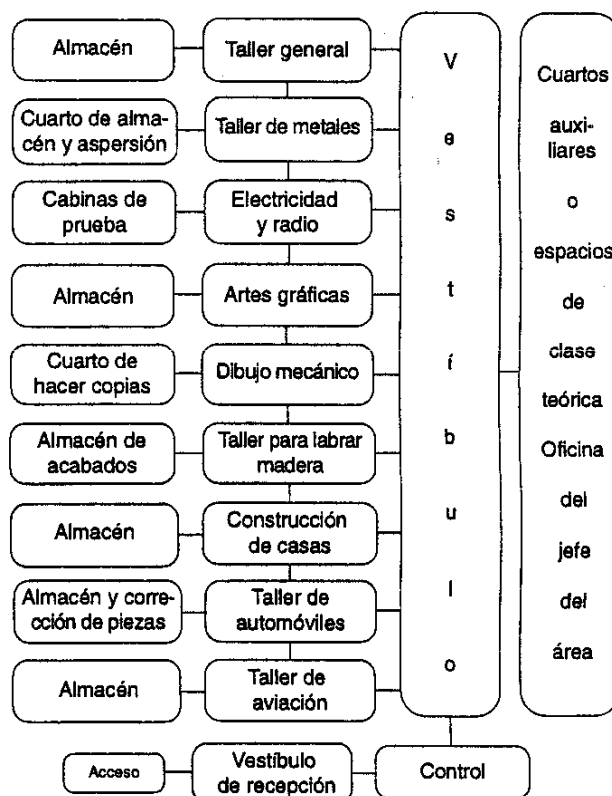 Almacén
Taller general
Cuarto de alma-
cén y aspersión
Taller de metales
Cabinas de
prueba
Electricidad
y radio
Almacén
Artes gráficas
Cuarto de
hacer copias
Dibujo mecánico
Almacén de
acabados
Taller para labrar
madera
Almacén
Construcción
de casas
Almacén y corre-
cción de piezas
Taller de
automóviles
Almacén
Taller de
aviación
V
e
s
t
í
b
u
l
o
Cuartos
auxi-
liares
o
espacios
de
clase
teórica
Oficina
del
jefe
del
área
Acceso
Vestíbulo
de recepción
Control